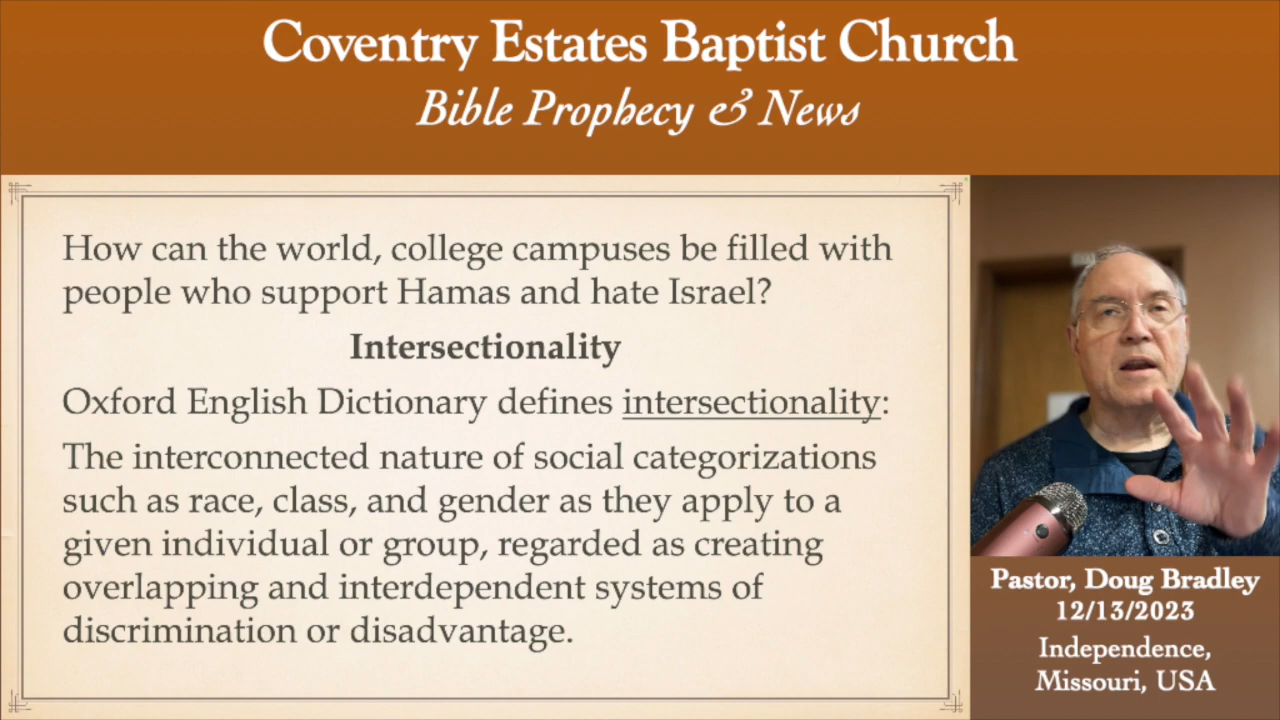 Coventry Estates Baptist Church
Bible Prophecy & News
How can the world, college campuses be filled with
people who support Hamas and hate Israel?
Intersectionality
Oxford English Dictionary defines intersectionality:
The interconnected nature of social categorizations
such as race, class, and gender as they apply to a
given individual or group, regarded as creating
overlapping and interdependent systems of
discrimination or disadvantage.
Pastor, Doug Bradley
12/13/2023
Independence,
Missouri, USA